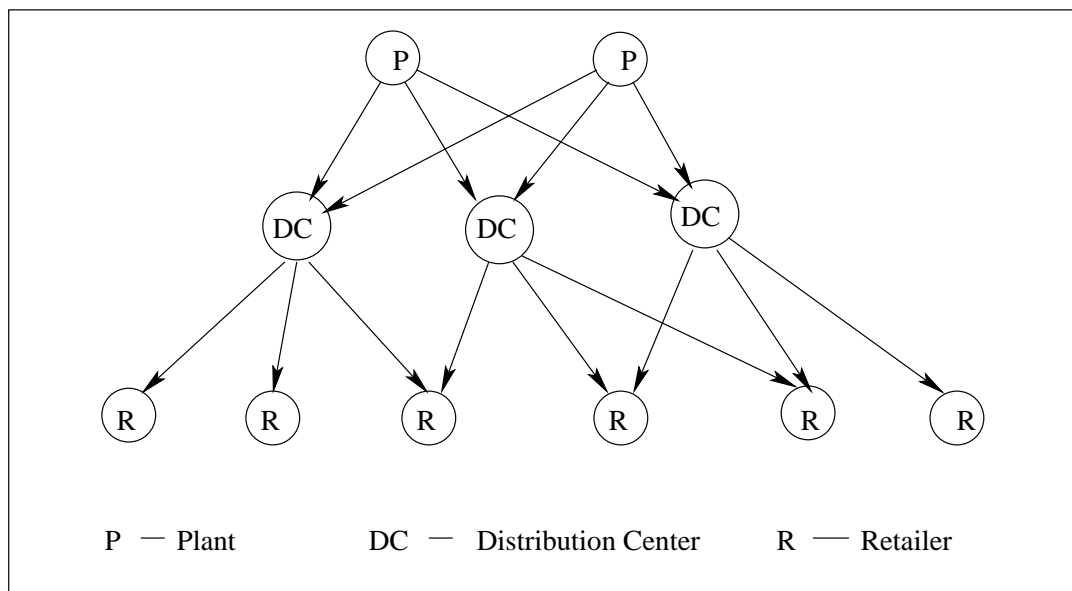 P P
DC DC DC
R R R R R R
P — Plant DC — Distribution Center R — Retailer